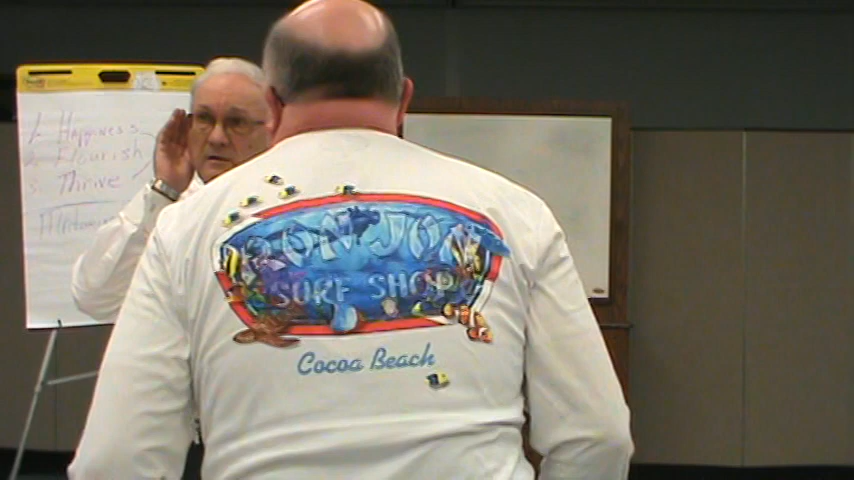 1. Happiness
2. Flourish
3. Thrive
RON JON
SURF SHOP
Cocoa Beach